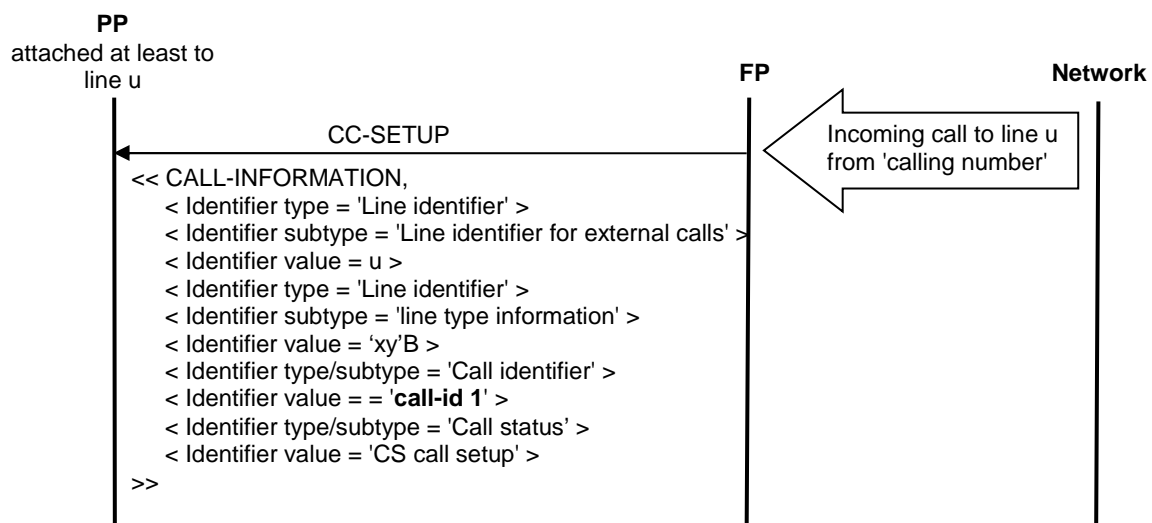 PP
attached at least to
line u
FP
Network
CC-SETUP
Incoming call to line u
from 'calling number'
<< CALL-INFORMATION,
< Identifier type = 'Line identifier' >
< Identifier subtype = 'Line identifier for external calls' >
< Identifier value = u >
< Identifier type = 'Line identifier' >
< Identifier subtype = 'line type information' >
< Identifier value = ‘xy’B >
< Identifier type/subtype = 'Call identifier' >
< Identifier value = = 'call-id 1' >
< Identifier type/subtype = 'Call status’ >
< Identifier value = 'CS call setup' >
>>